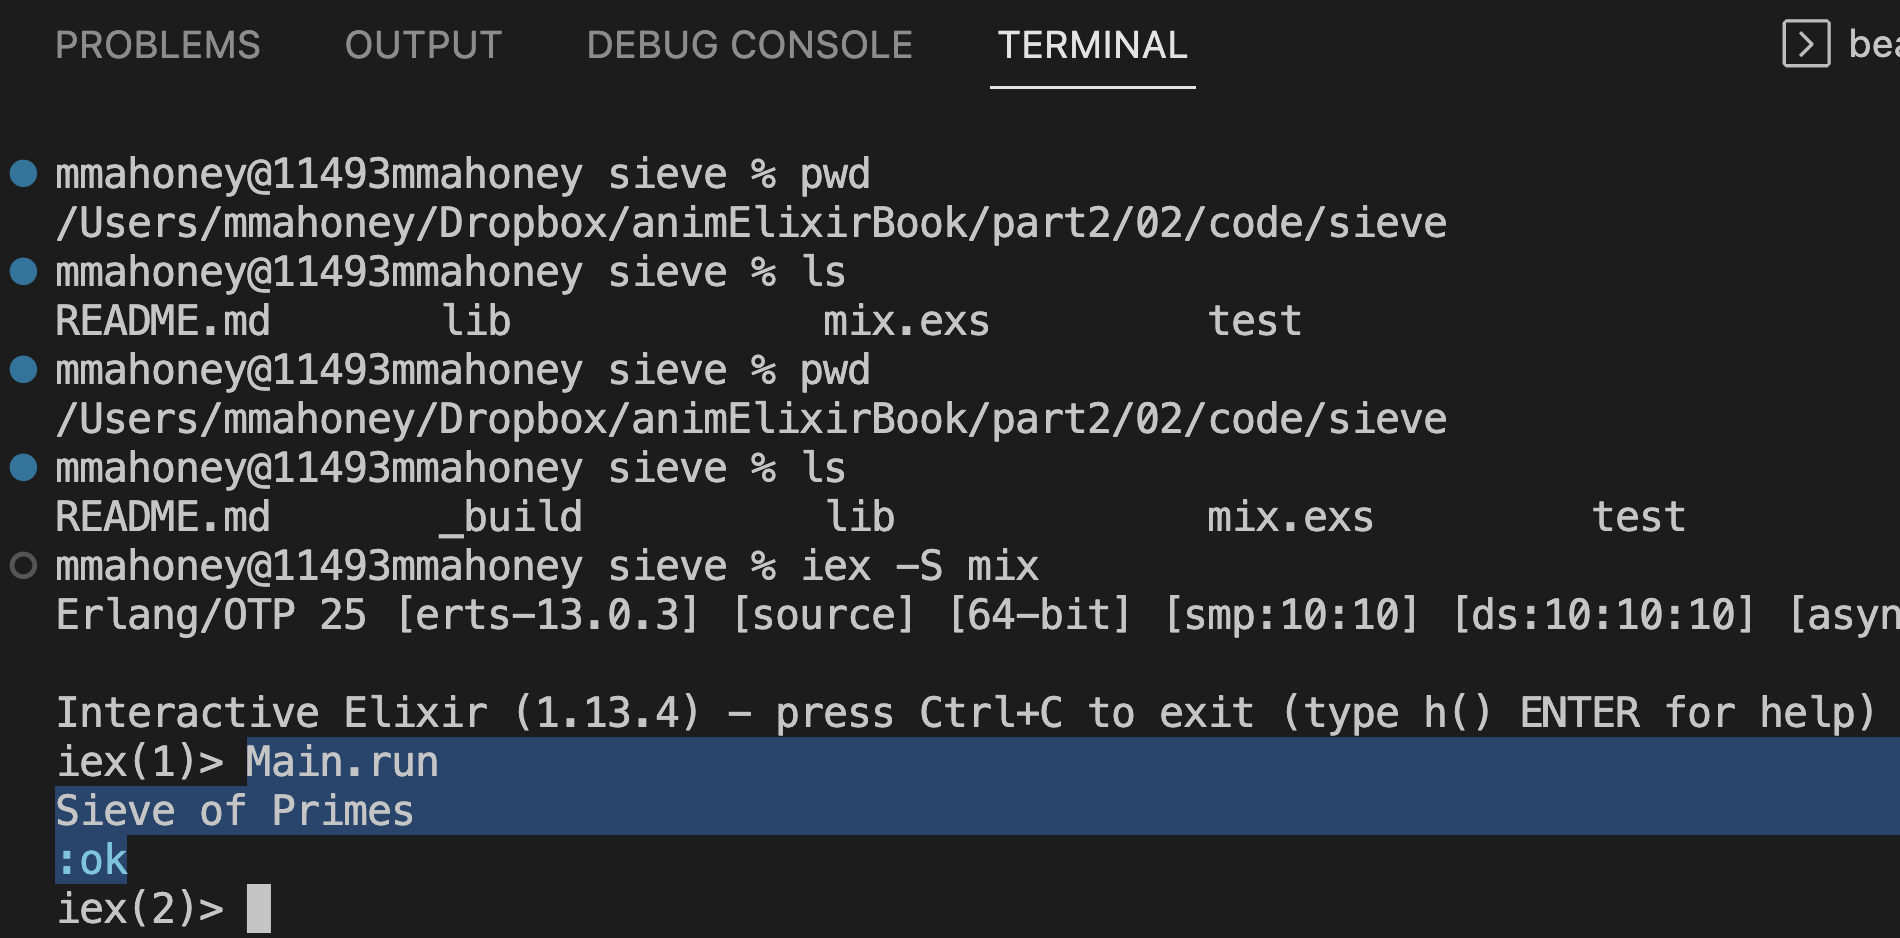 PROBLEMS OUTPUT DEBUG CONSOLE TERMINAL
mmahoney@11493mmahoney sieve % pwd
/Users/mmahoney/Dropbox/animElixirBook/part2/02/code/sieve
mmahoney@11493mmahoney sieve % ls
README.md lib mix.exs test
mmahoney@11493mmahoney sieve % pwd
/Users/mmahoney/Dropbox/animElixirBook/part2/02/code/sieve
mmahoney@11493mmahoney sieve % ls
README.md _build lib mix.exs test
mmahoney@11493mmahoney sieve % iex -S mix
Erlang/OTP 25 [erts-13.0.3] [source] [64-bit] [smp:10:10] [ds:10:10:10] [asyn
Interactive Elixir (1.13.4) - press Ctrl+C to exit (type h() ENTER for help)
iex(1)> Main.run
Sieve of Primes
:ok
iex(2)>